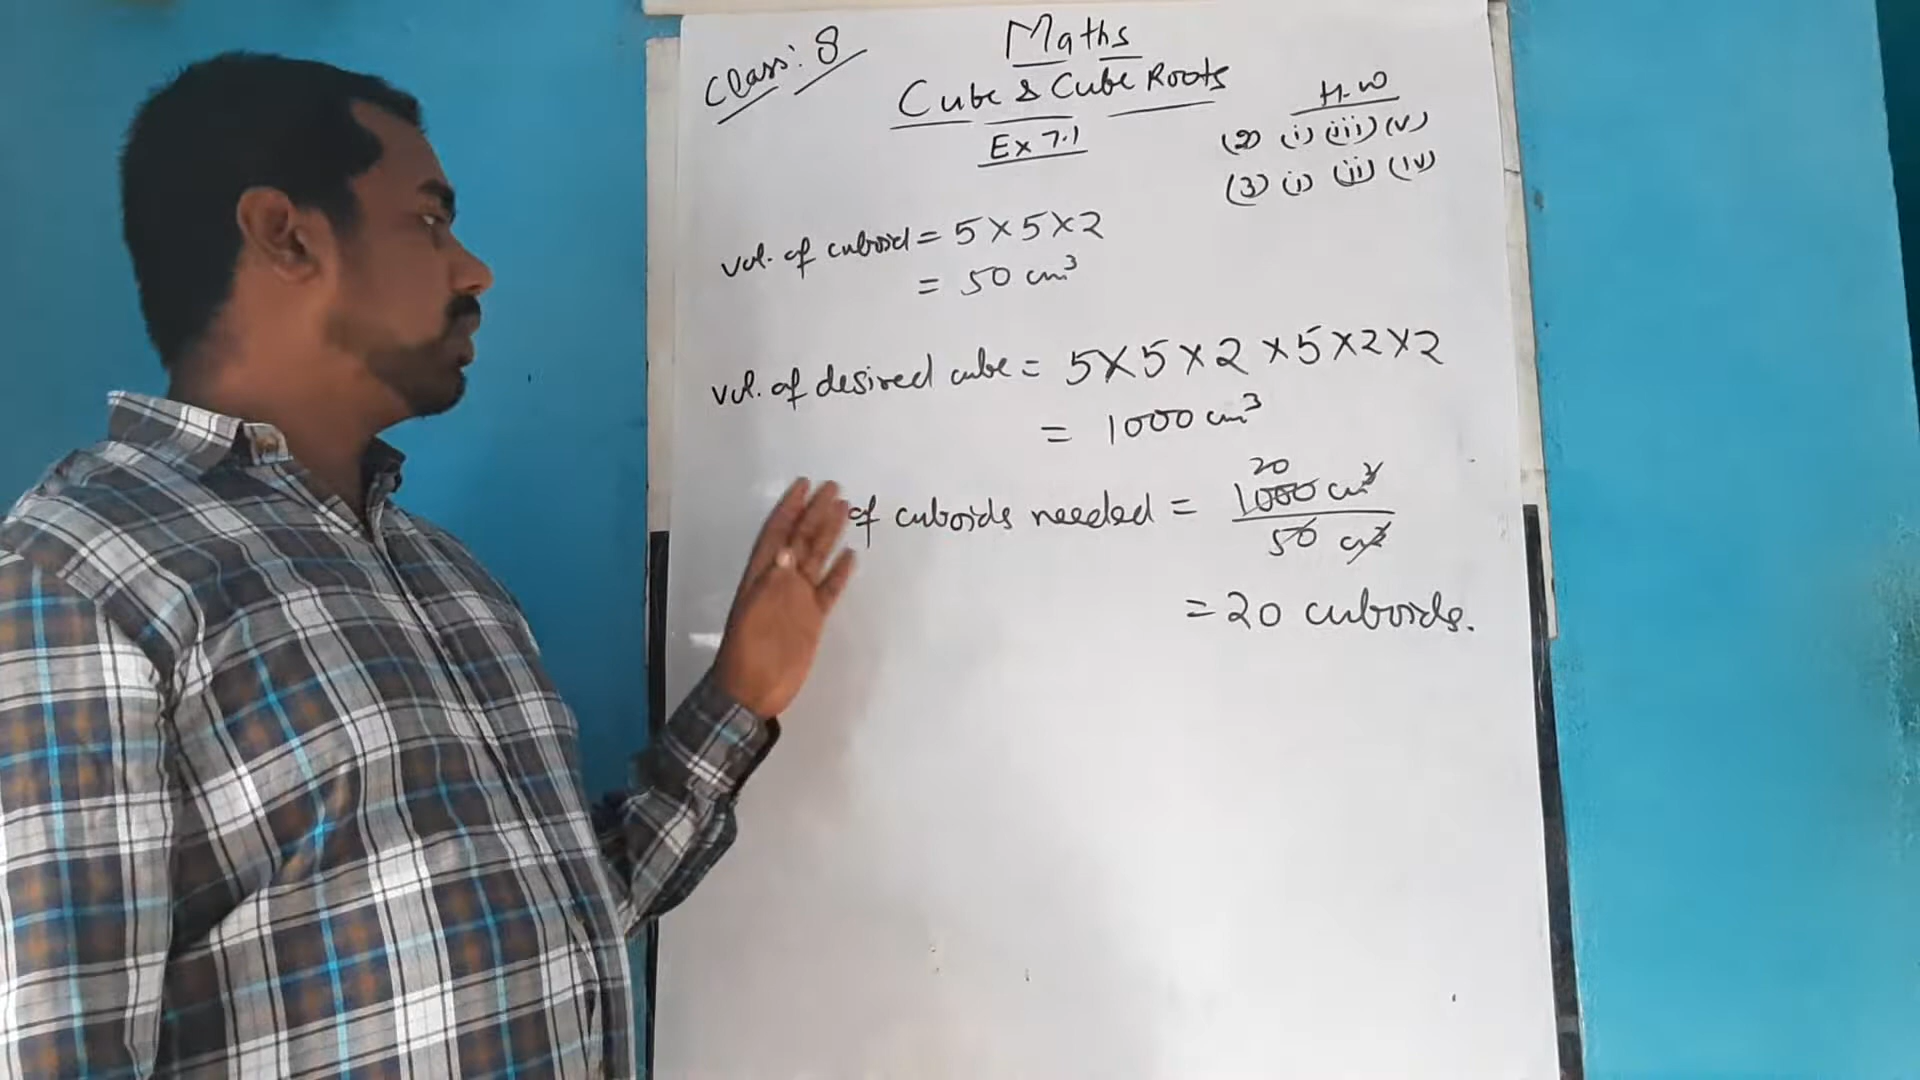 Class: 8
Maths
Cube & Cube Roots
Ex 7.1
H.W
(2) (i) (iii) (v)
(3) (i) (ii) (iv)
vol. of cuboid = 5 × 5 × 2
= 50 cm³
vol. of desired cube = 5 × 5 × 2 × 5 × 2 × 2
= 1000 cm³
20
of cuboids needed = 1000 cm³
50 cm³
= 20 cuboids.